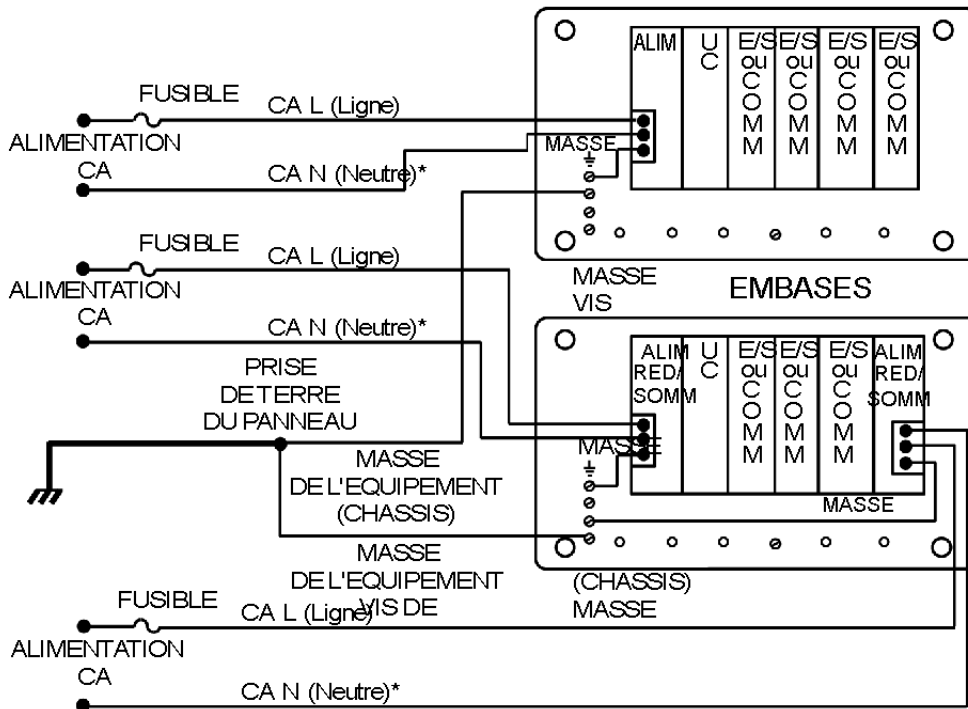 FUSIBLE
CA L (Ligne)
ALIMENTATION
CA
CA N (Neutre)*
ALIM
UC
E/S ou COMM
E/S ou COMM
E/S ou COMM
E/S ou COMM
MASSE
FUSIBLE
CA L (Ligne)
ALIMENTATION
CA
CA N (Neutre)*
MASSE
VIS
EMBASES
ALIM
RED/
SOMM
UC
E/S ou COMM
E/S ou COMM
E/S ou COMM
ALIM
RED/
SOMM
MASSE
MASSE
PRISE
DE TERRE
DU PANNEAU
MASSE
DE L'EQUIPEMENT
(CHASSIS)
MASSE
DE L'EQUIPEMENT
VIS DE
(CHASSIS)
MASSE
FUSIBLE
CA L (Ligne)
ALIMENTATION
CA
CA N (Neutre)*